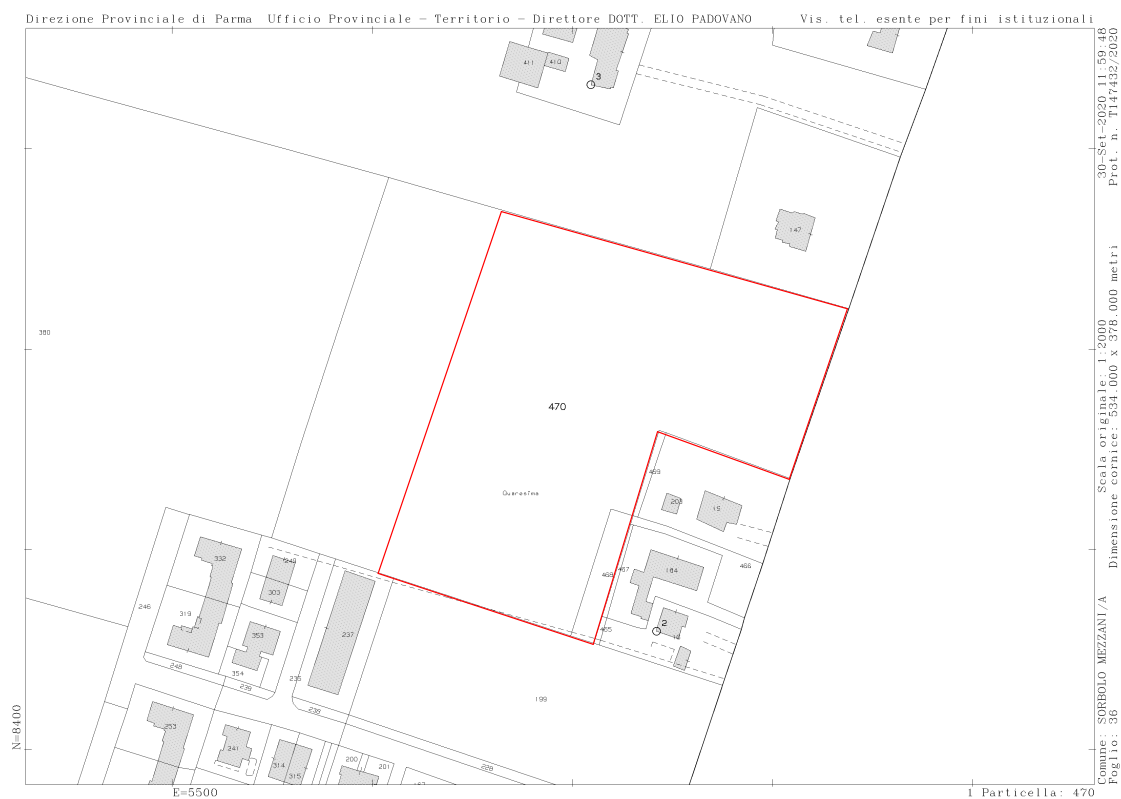 Direzione Provinciale di Parma Ufficio Provinciale - Territorio - Direttore DOTT. ELIO PADOVANO
Vis. tel. esente per fini istituzionali
30-Set-2020 11:59:48
Prot. n. T147432/2020
Scala originale: 1:2000
Dimensione cornice: 534.000 x 378.000 metri
Comune: SORBOLO MEZZANI/A
Foglio: 36
411
410
3
147
380
470
Quaresima
469
203
15
332
249
303
184
466
468
467
246
319
353
237
465
2
248
354
239
235
236
199
253
241
314
315
200
201
228
N=8400
E=5500
1 Particella: 470